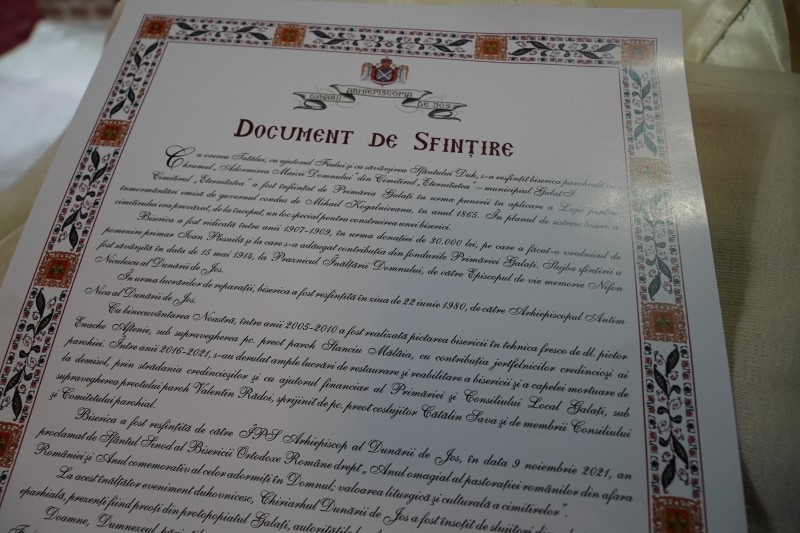 ARHIEPISCOPIA
DUNĂRII DE JOS
DOCUMENT DE SFINȚIRE
Cu vrerea Tatălui, cu ajutorul Fiului și cu săvârșirea Sfântului Duh, s-a resfințit biserica parohială cu
Chramul „Adormirea Maicii Domnului" din Cimitirul „Eternitatea" – municipiul Galați.
Cimitirul „Eternitatea" a fost înființat de Primăria Galați în urma punerii în aplicare a Legii pentru
înmormântări emisă de guvernul condus de Mihail Kogălniceanu, în anul 1865. În planul de sistematizare a
cimitirului era prevăzut, de la început, un loc special pentru construirea unei biserici.
Biserica a fost ridicată între anii 1907-1909, în urma donației de 30.000 lei, pe care a făcut-o vrednicul de
pomenire primar Ioan Plesnilă și la care s-a adăugat contribuția din fondurile Primăriei Galați. Slujba sfințirii a
fost săvârșită în data de 15 mai 1914, la Praznicul Înălțării Domnului, de către Episcopul de vie memorie Nifon
Niculescu al Dunării de Jos.
În urma lucrărilor de reparații, biserica a fost resfințită în ziua de 22 iunie 1980, de către Arhiepiscopul Antim
Nica al Dunării de Jos.
Cu binecuvântarea Noastră, între anii 2005-2010 a fost realizată pictarea bisericii în tehnica fresco de dl. pictor
Enache Aftenie, sub supravegherea pc. preot paroh Stanciu Malâia, cu contribuția jertfelnicilor credincioși ai
parohiei. Între anii 2016-2021, s-au derulat ample lucrări de restaurare și reabilitare a bisericii și a capelei mortuare de
la demisol, prin strădania credincioșilor și cu ajutorul financiar al Primăriei și Consiliului Local Galați, sub
supravegherea preotului paroh Valentin Rădoi, sprijinit de pc. preot coslujitor Cătălin Sava și de membrii Consiliului
și Comitetului parohial.
Biserica a fost resfințită de către ÎPS Arhiepiscop al Dunării de Jos, în data 9 noiembrie 2021, an
proclamat de Sfântul Sinod al Bisericii Ortodoxe Române drept „Anul omagial al pastorației românilor din afara
României și Anul comemorativ al celor adormiți în Domnul; valoarea liturgică și culturală a cimitirelor".
La acest înălțător eveniment duhovnicesc, Chiriarhul Dunării de Jos a fost însoțit de slujitori din
eparhială, prezenți fiind preoți din protopopiatul Galați, autoritățile
Doamne, Dumnezeul